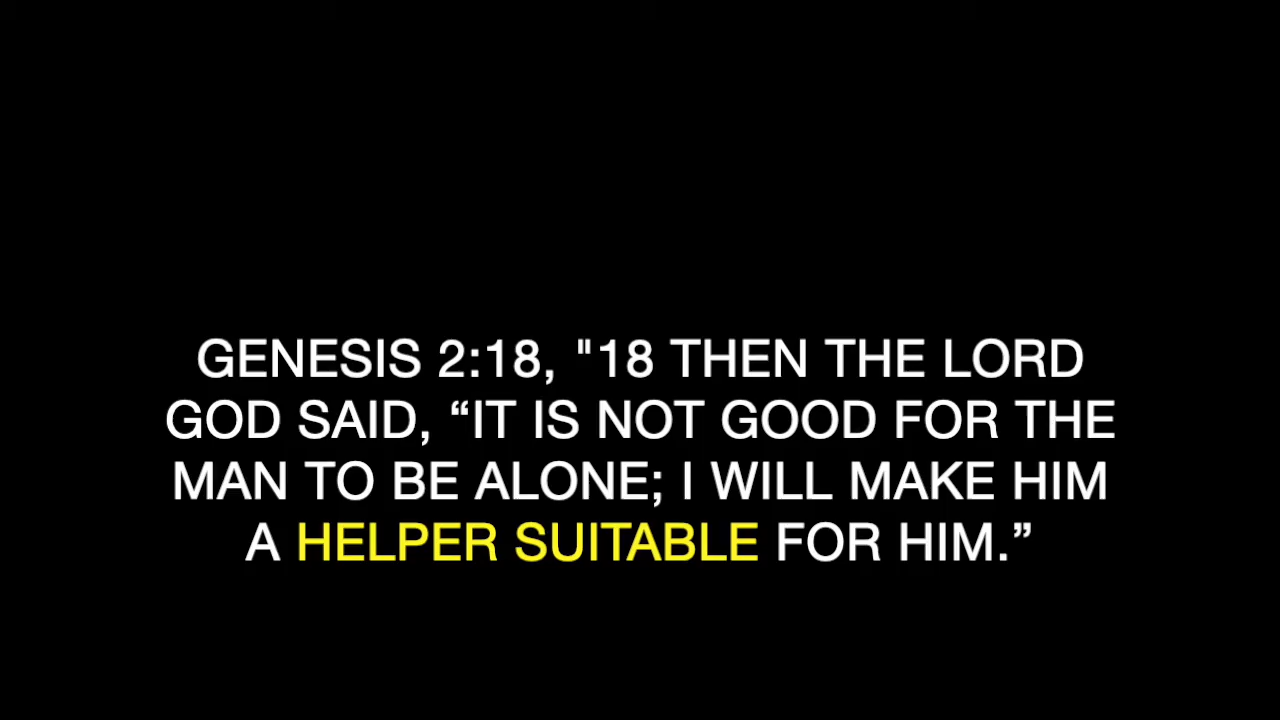 GENESIS 2:18, "18 THEN THE LORD
GOD SAID, “IT IS NOT GOOD FOR THE
MAN TO BE ALONE; I WILL MAKE HIM
A HELPER SUITABLE FOR HIM.”